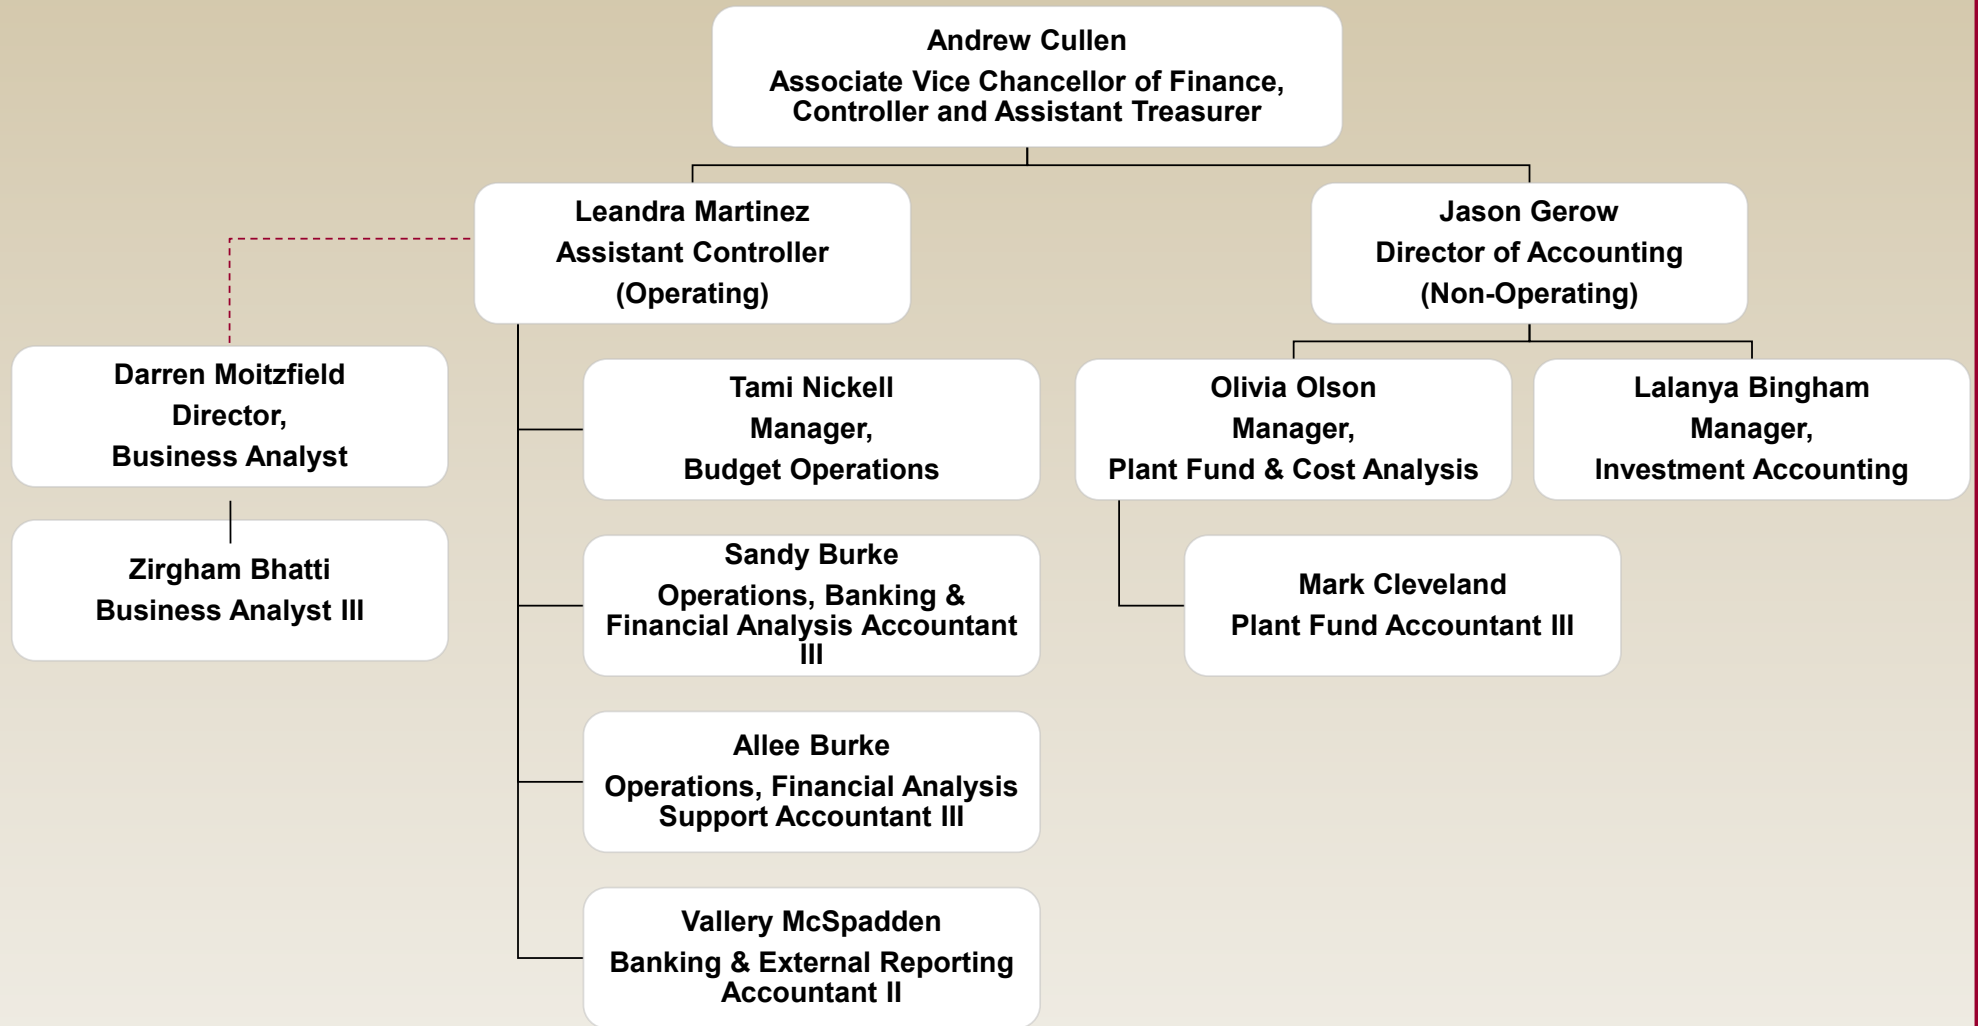 Andrew Cullen
Associate Vice Chancellor of Finance,
Controller and Assistant Treasurer
Leandra Martinez
Assistant Controller
(Operating)
Jason Gerow
Director of Accounting
(Non-Operating)
Darren Moitzfield
Director,
Business Analyst
Zirgham Bhatti
Business Analyst III
Tami Nickell
Manager,
Budget Operations
Sandy Burke
Operations, Banking &
Financial Analysis Accountant
III
Allee Burke
Operations, Financial Analysis
Support Accountant III
Vallery McSpadden
Banking & External Reporting
Accountant II
Olivia Olson
Manager,
Plant Fund & Cost Analysis
Mark Cleveland
Plant Fund Accountant III
Lalanya Bingham
Manager,
Investment Accounting